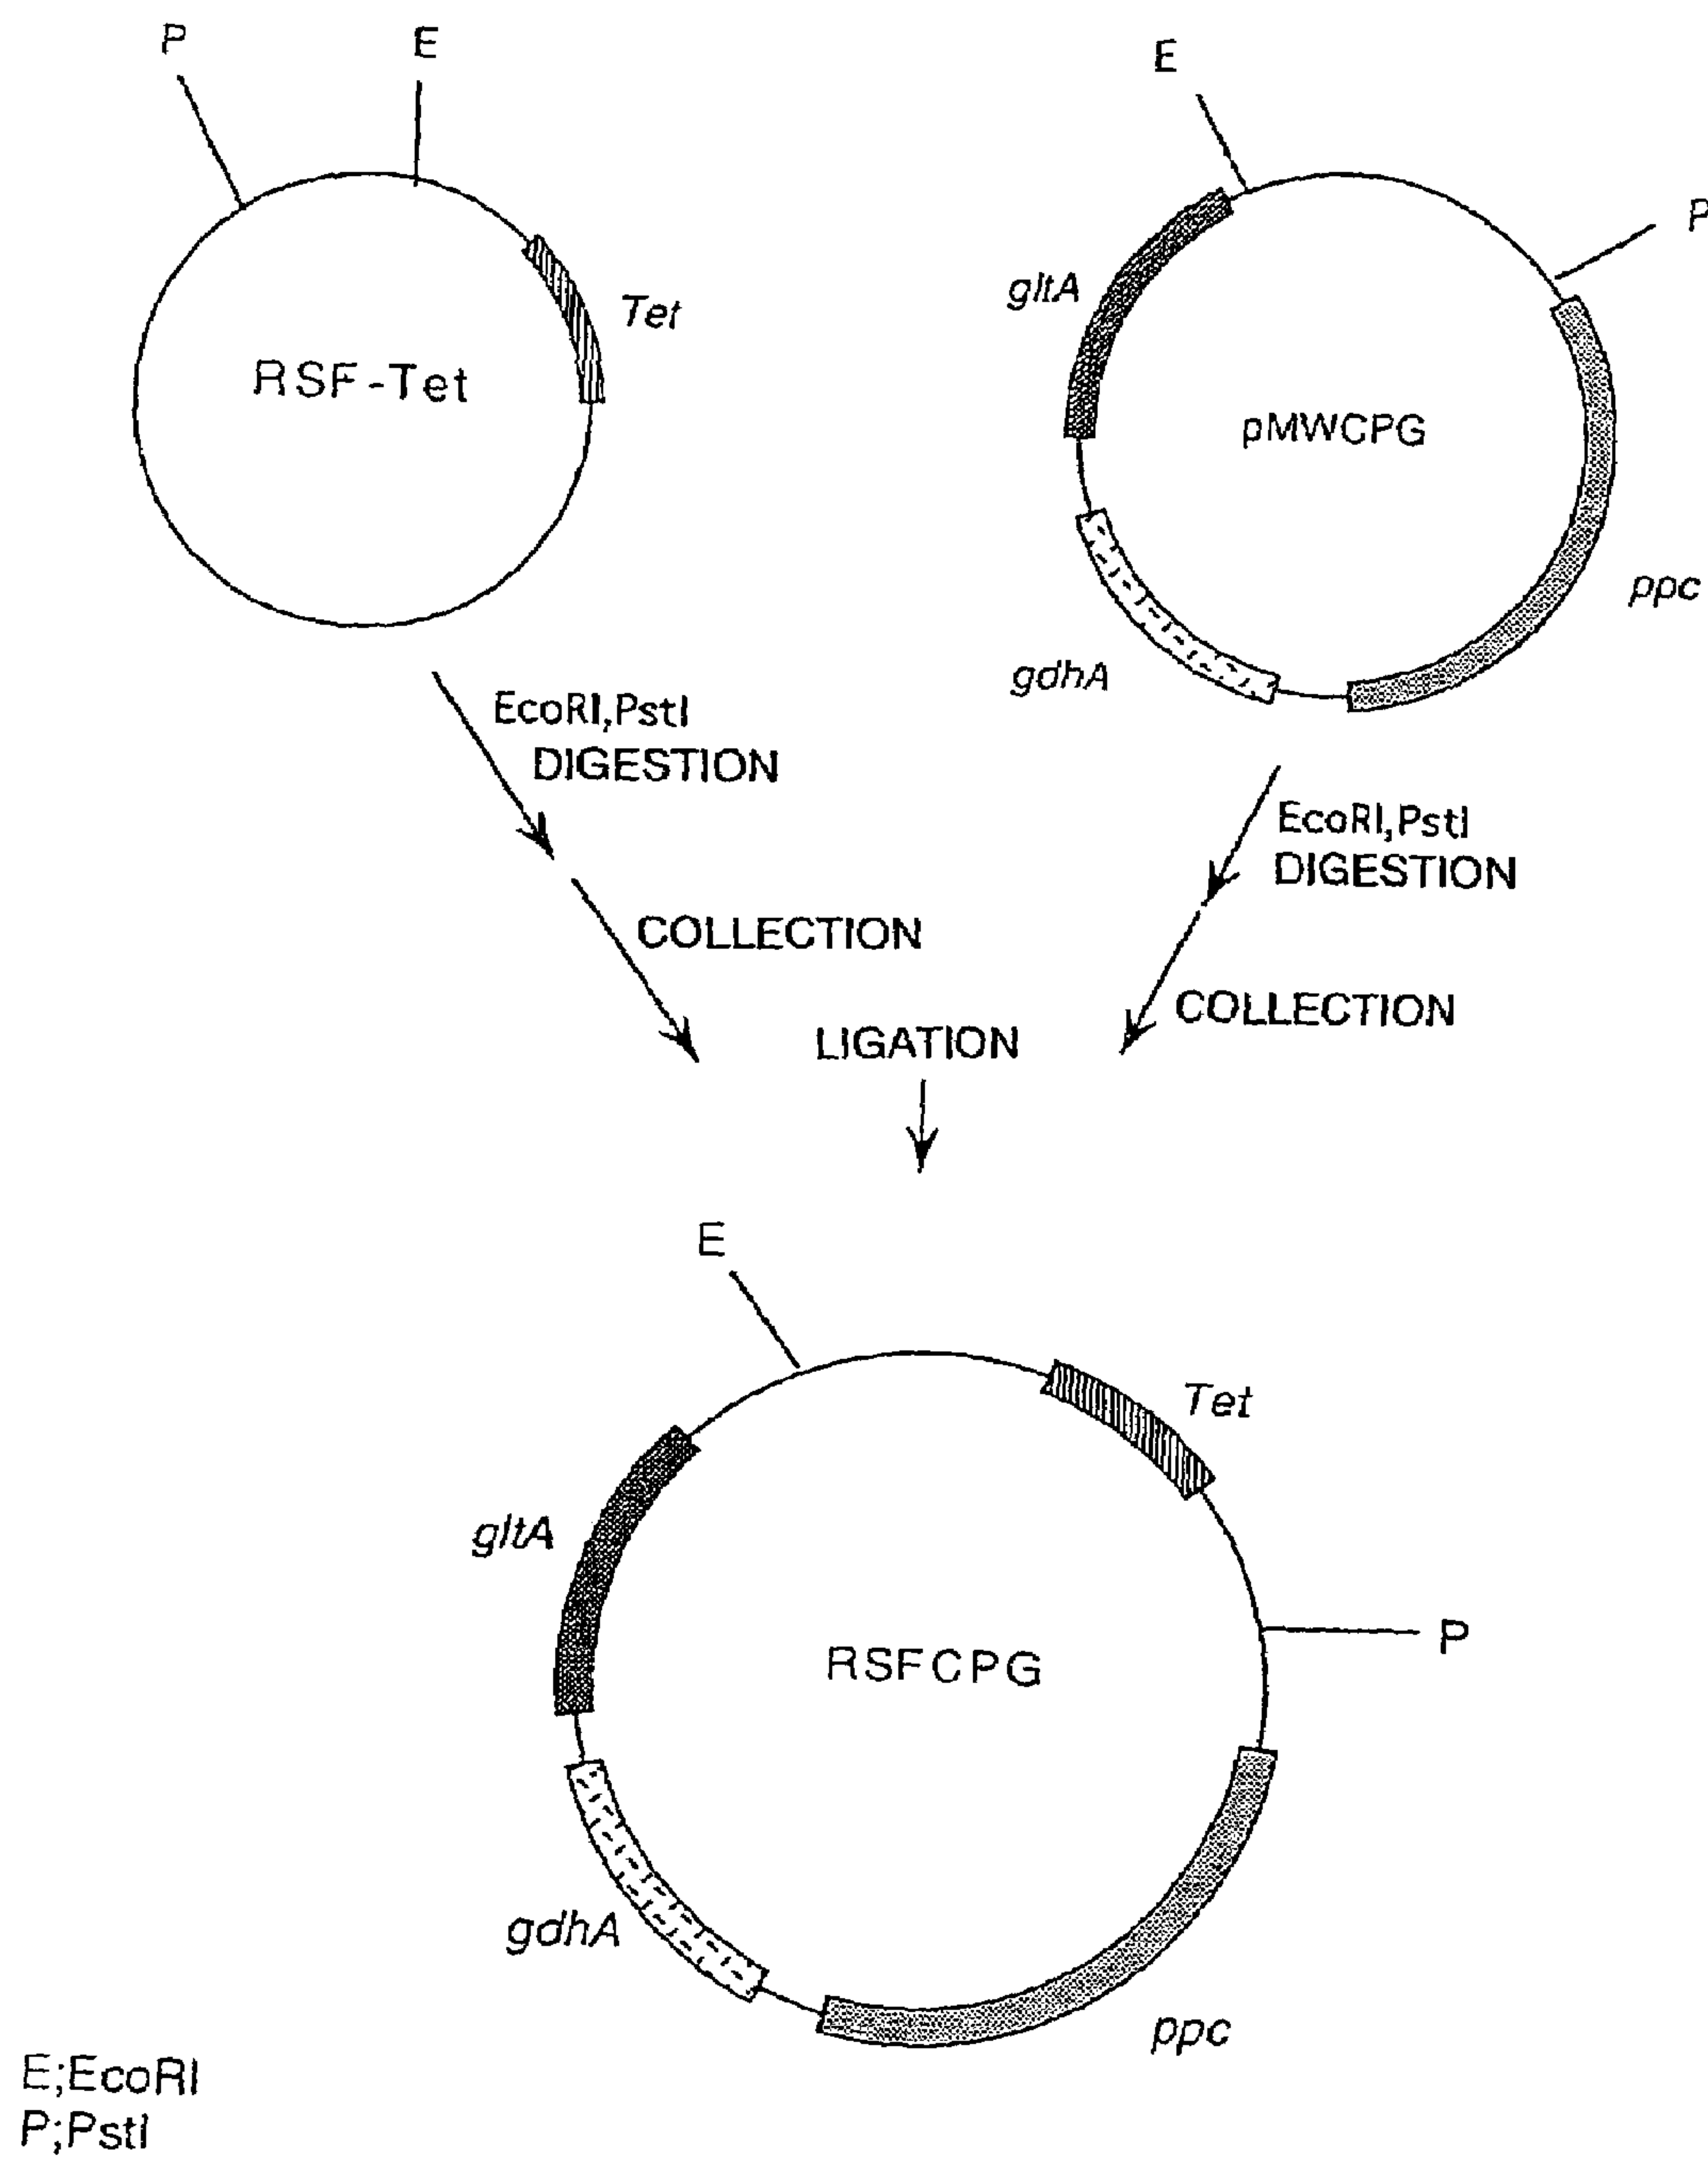 P
E
Tet
RSF-Tet
E
P
gltA
pMWCPG
ppc
gdhA
EcoRI,PstI
DIGESTION
COLLECTION
EcoRI,PstI
DIGESTION
COLLECTION
LIGATION
E
Tet
gltA
P
RSFCPG
gdhA
ppc
E;EcoRI
P;PstI